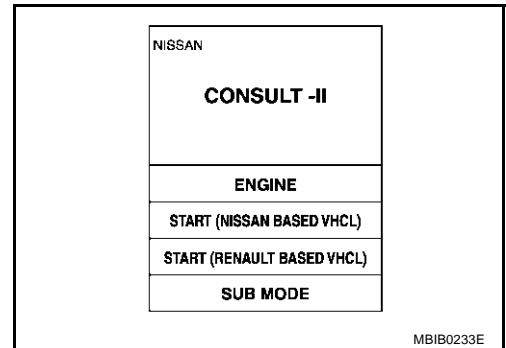 NISSAN
CONSULT -II
ENGINE
START (NISSAN BASED VHCL)
START (RENAULT BASED VHCL)
SUB MODE
MBIB0233E